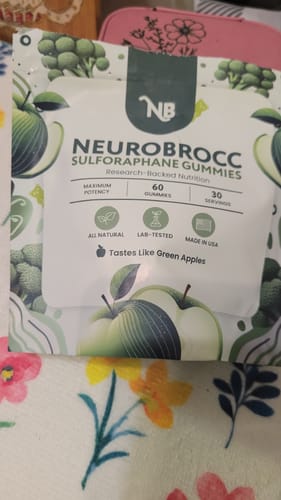 NB
NEUROBROCC
SULFORAPHANE GUMMIES
Research-Backed Nutrition
MAXIMUM POTENCY
60 GUMMIES
30 SERVINGS
ALL NATURAL
LAB-TESTED
MADE IN USA
Tastes Like Green Apples